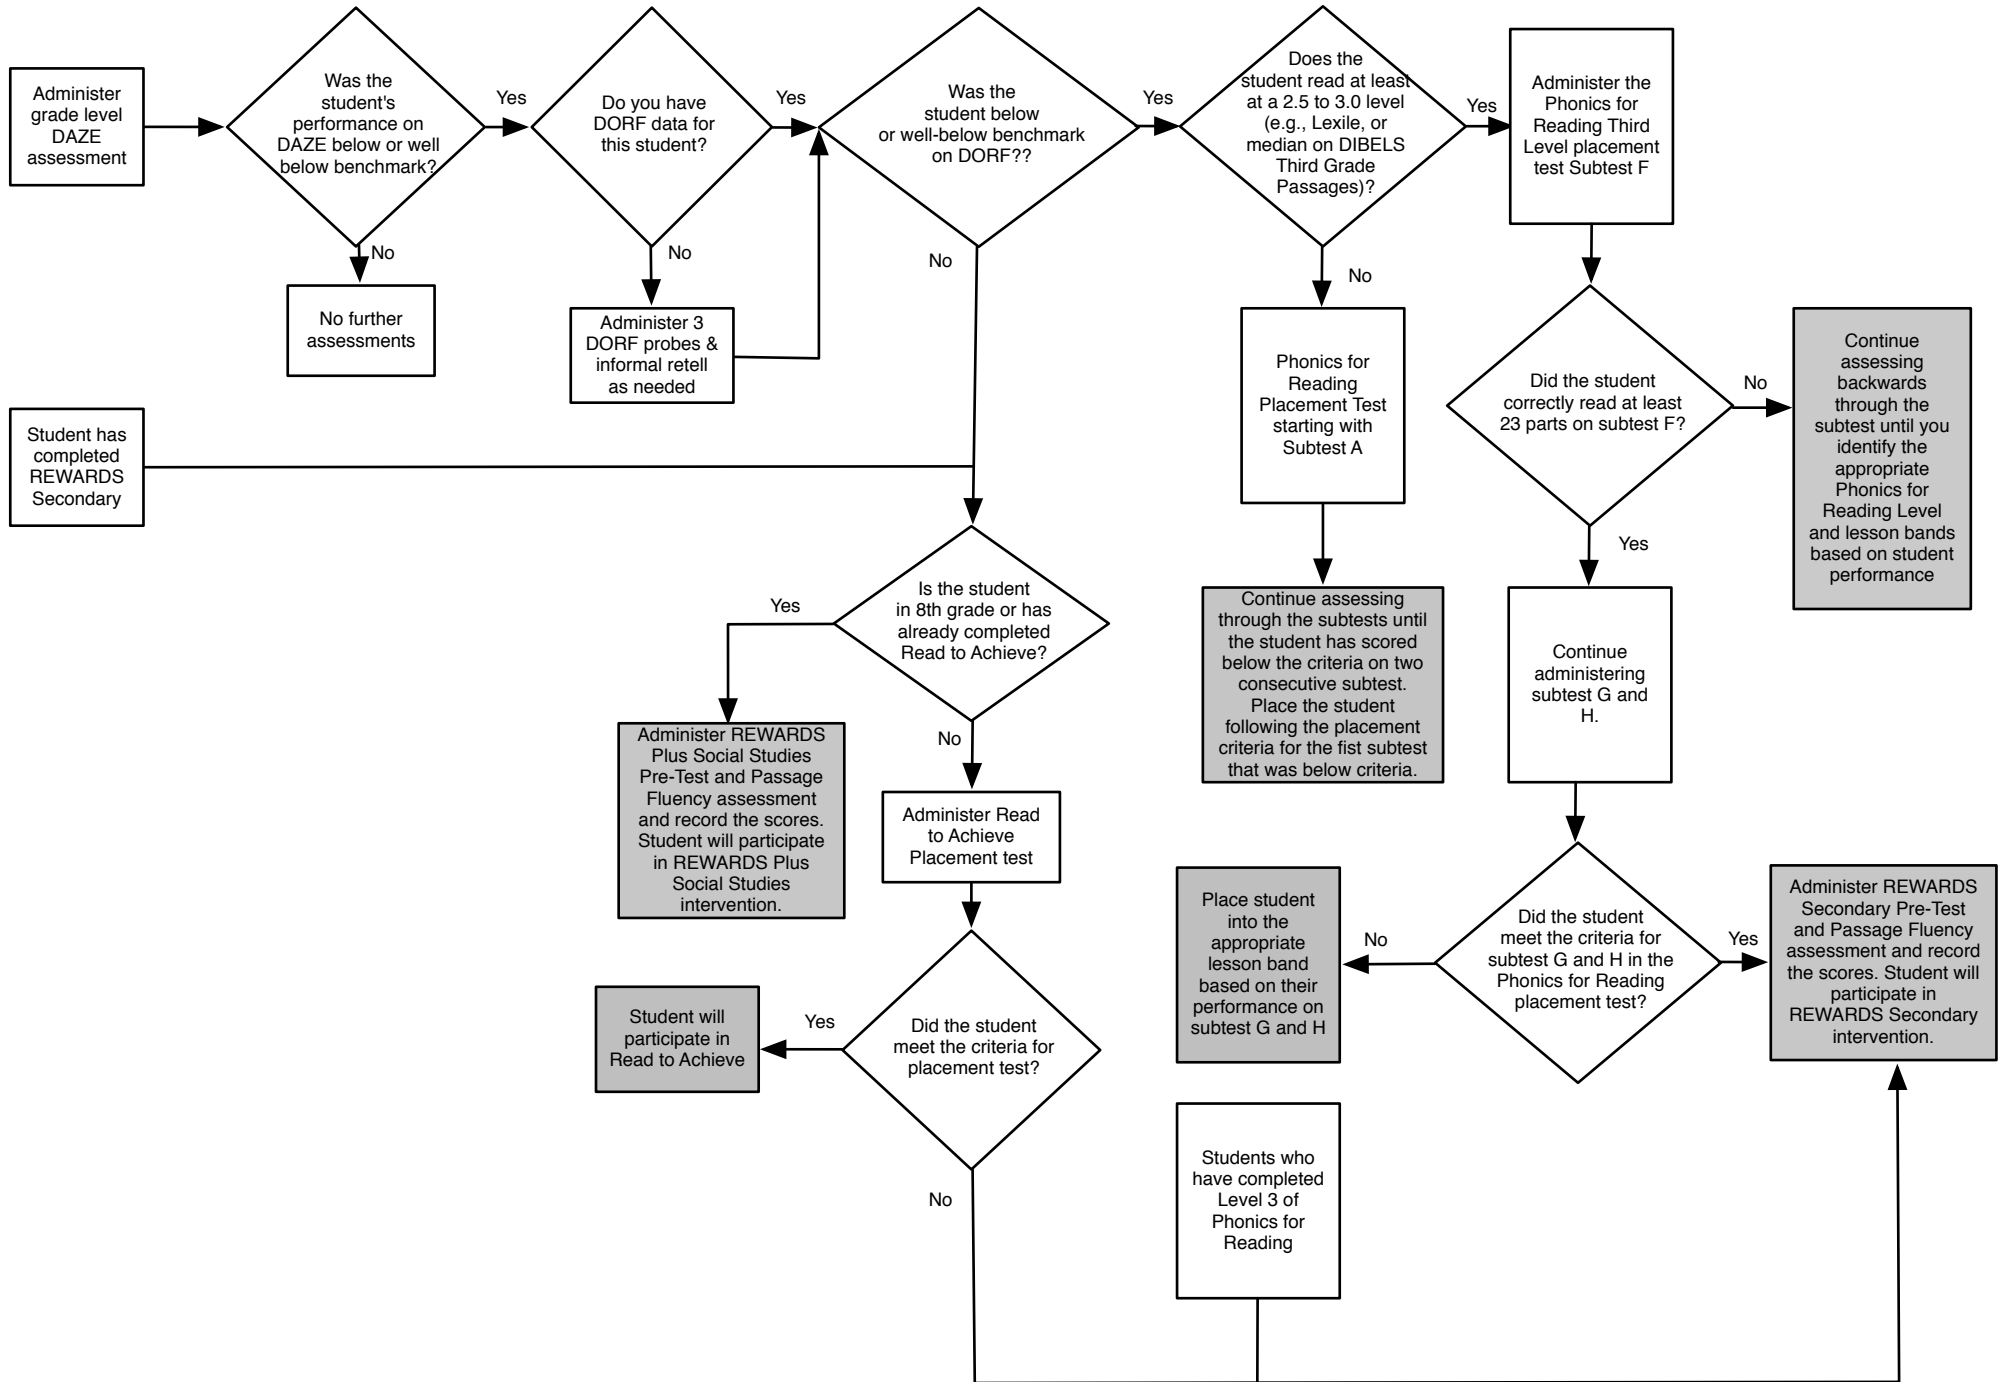 Administer
grade level
DAZE
assessment
Was the
student's
performance on
DAZE below or well
below benchmark?
Yes
No
No further
assessments
Do you have
DORF data for
this student?
Yes
No
Administer 3
DORF probes &
informal retell
as needed
Was the
student below
or well-below benchmark
on DORF??
Yes
No
Does the
student read at least
at a 2.5 to 3.0 level
(e.g., Lexile, or
median on DIBELS
Third Grade
Passages)?
Yes
No
Administer the
Phonics for
Reading Third
Level placement
test Subtest F
Phonics for
Reading
Placement Test
starting with
Subtest A
Continue assessing
through the subtests until
the student has scored
below the criteria on two
consecutive subtest.
Place the student
following the placement
criteria for the fist subtest
that was below criteria.
Did the student
correctly read at least
23 parts on subtest F?
No
Yes
Continue
assessing
backwards
through the
subtest until you
identify the
appropriate
Phonics for
Reading Level
and lesson bands
based on student
performance
Continue
administering
subtest G and
H.
Did the student
meet the criteria for
subtest G and H in the
Phonics for Reading
placement test?
No
Yes
Place student
into the
appropriate
lesson band
based on their
performance on
subtest G and H
Administer REWARDS
Secondary Pre-Test
and Passage Fluency
assessment and record
the scores. Student will
participate in
REWARDS Secondary
intervention.
Student has
completed
REWARDS
Secondary
Is the student
in 8th grade or has
already completed
Read to Achieve?
Yes
No
Administer REWARDS
Plus Social Studies
Pre-Test and Passage
Fluency assessment
and record the scores.
Student will participate
in REWARDS Plus
Social Studies
intervention.
Administer Read
to Achieve
Placement test
Did the student
meet the criteria for
placement test?
Yes
No
Student will
participate in
Read to Achieve
Students who
have completed
Level 3 of
Phonics for
Reading